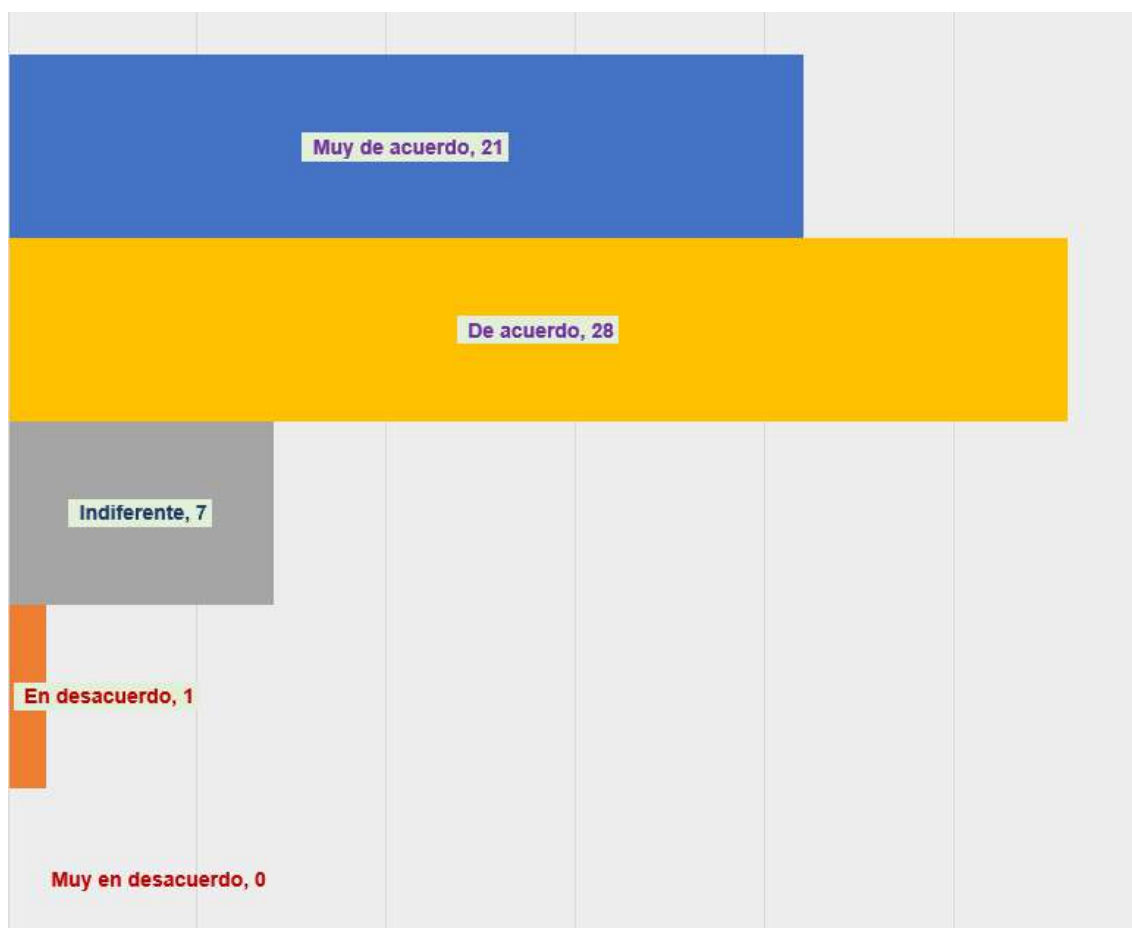 Muy de acuerdo, 21
De acuerdo, 28
Indiferente, 7
En desacuerdo, 1
Muy en desacuerdo, 0